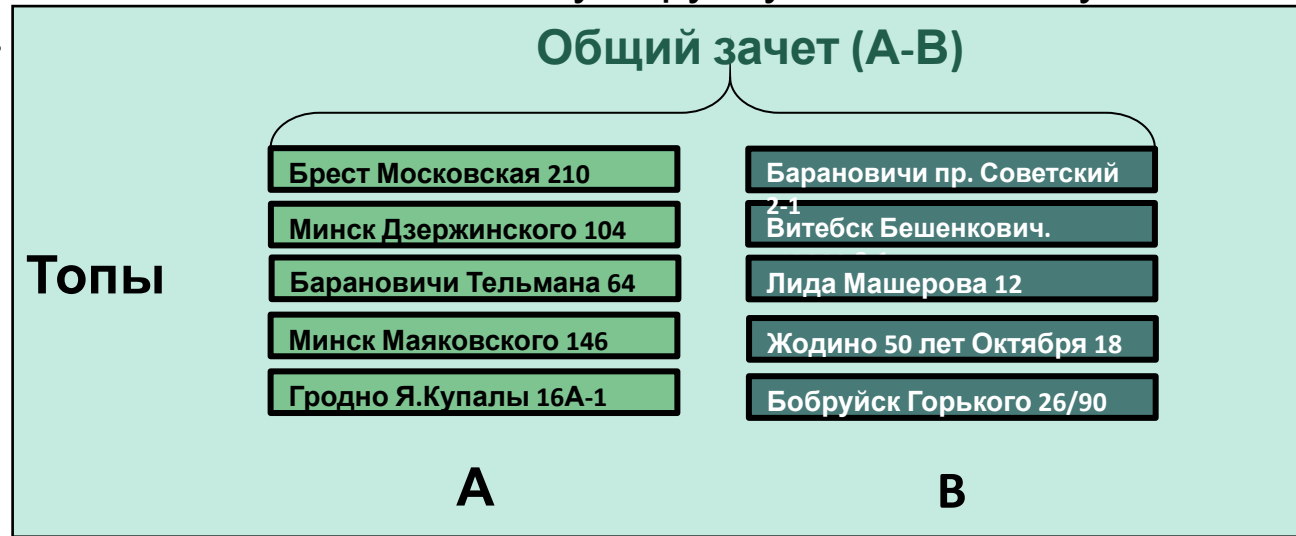 Общий зачет (А-В)
Топы
Брест Московская 210
Минск Дзержинского 104
Барановичи Тельмана 64
Минск Маяковского 146
Гродно Я.Купалы 16А-1
А
Барановичи пр. Советский
2-1
Витебск Бешенкович.
Лида Машерова 12
Жодино 50 лет Октября 18
Бобруйск Горького 26/90
В